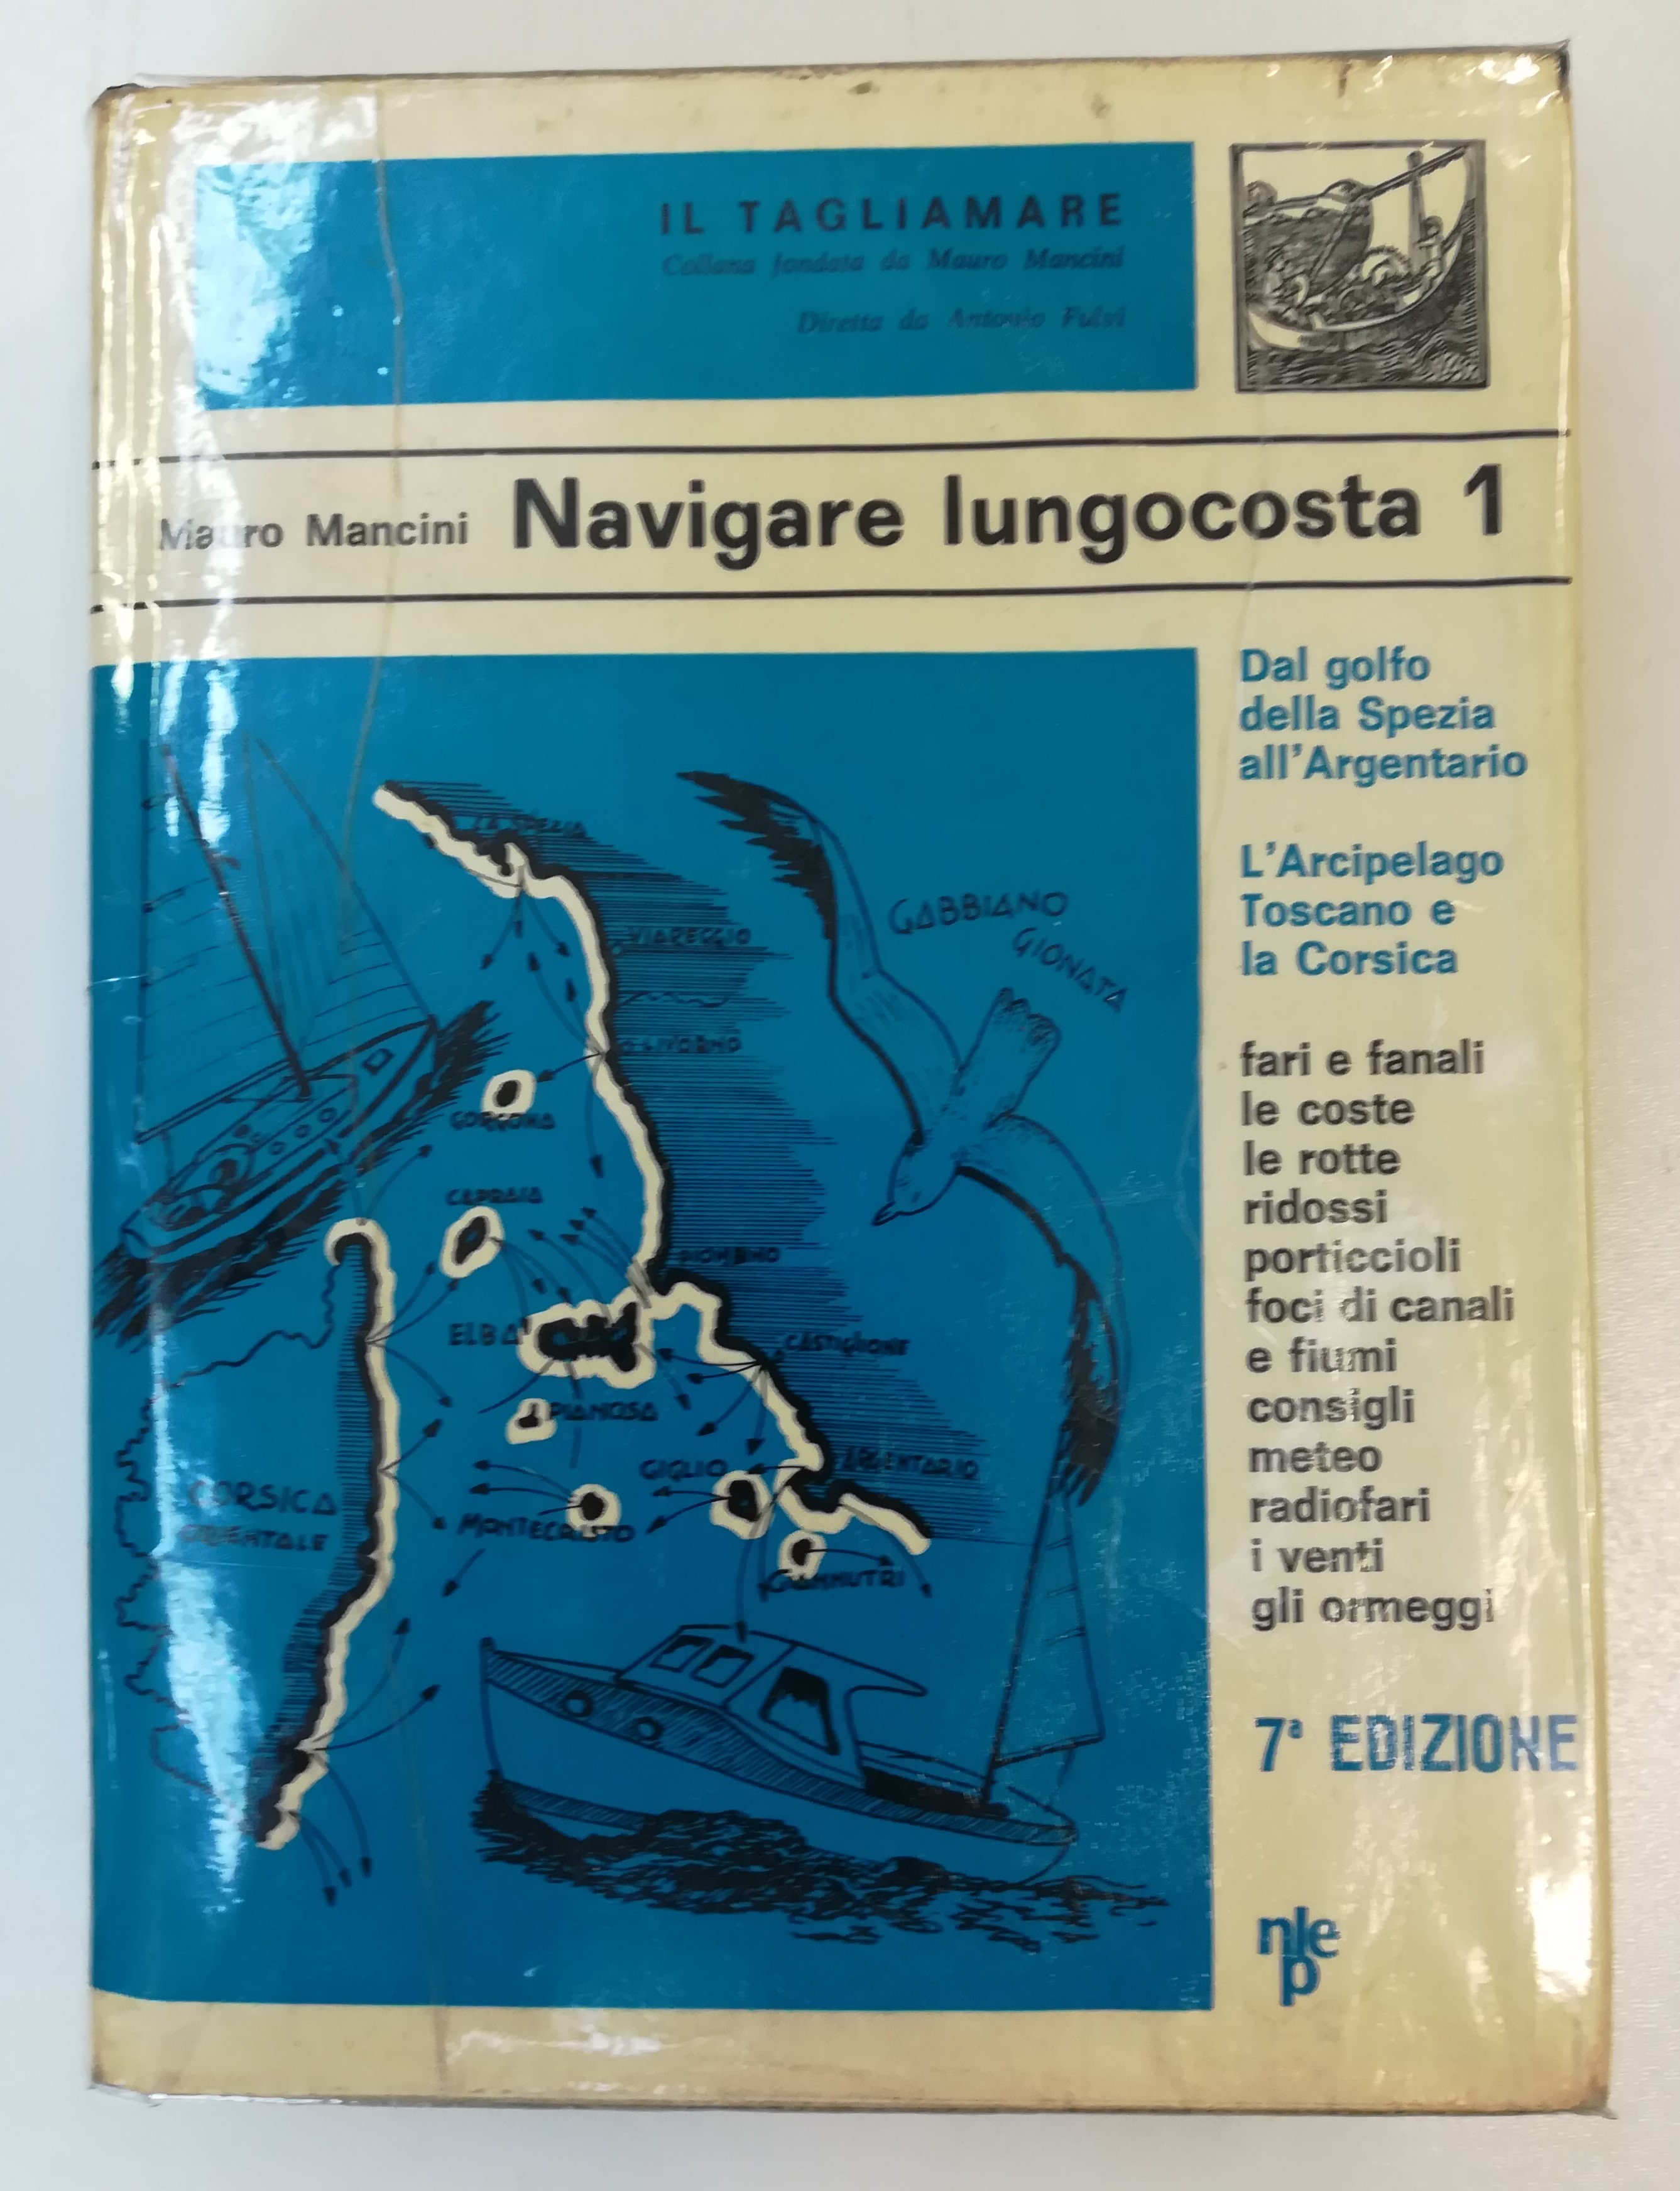 IL TAGLIAMARE
Collana fondata da Mauro Mancini
Diretta da Antonio Fulvi
Mauro Mancini Navigare lungocosta 1
Dal golfo
della Spezia
all'Argentario
L'Arcipelago
Toscano e
la Corsica
fari e fanali
le coste
le rotte
ridossi
porticcioli
foci di canali
e fiumi
consigli
meteo
radiofari
i venti
gli ormeggi
7ª EDIZIONE
nle
p
LA SPEZIA
GABBIANO
GIONATA
VIAREGGIO
LIVORNO
GORGONA
CAPRAIA
PIOMBINO
ELBA
CASTIGLIONE
PIANOSA
GIGLIO
ARGENTARIO
CORSICA
ORIENTALE
MONTECRISTO
GIANNUTRI